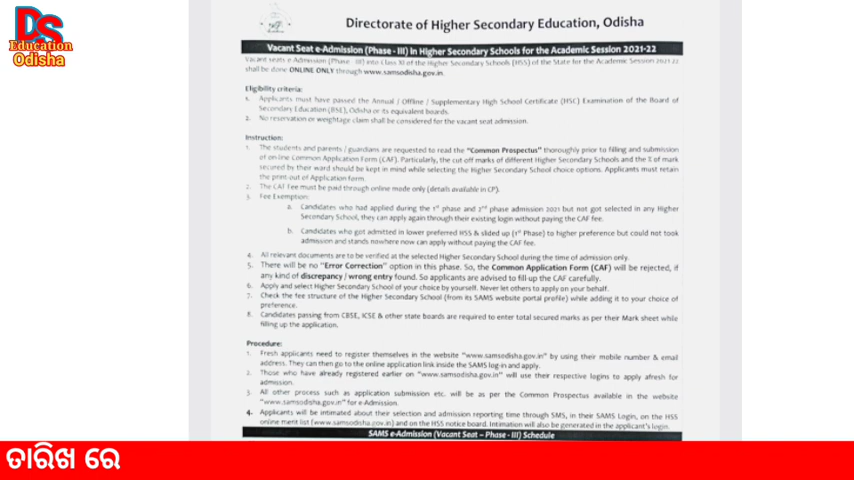 DS
Education
Odisha
Directorate of Higher Secondary Education, Odisha
Vacant Seat e-Admission (Phase - III) in Higher Secondary Schools for the Academic Session 2021-22
Vacant seats e-Admission (Phase - III) into Class XI of the Higher Secondary Schools (HSS) of the State for the Academic Session 2021-22
shall be done ONLINE ONLY through www.samsodisha.gov.in.
Eligibility criteria:
1. Applicants must have passed the Annual / Offline / Supplementary High School Certificate (HSC) Examination of the Board of
Secondary Education (BSE), Odisha or its equivalent boards.
2. No reservation or weightage claim shall be considered for the vacant seat admission.
Instruction:
1. The students and parents / guardians are requested to read the "Common Prospectus" thoroughly prior to filling and submission
of on-line Common Application Form (CAF). Particularly, the cut off marks of different Higher Secondary Schools and the % of mark
secured by their ward should be kept in mind while selecting the Higher Secondary School choice options. Applicants must retain
the print-out of Application form.
2. The CAF Fee must be paid through online mode only (details available in CP).
3. Fee Exemption:
a. Candidates who had applied during the 1st phase and 2nd phase admission 2021 but not got selected in any Higher
Secondary School, they can apply again through their existing login without paying the CAF fee.
b. Candidates who got admitted in lower preferred HSS & slided up (1st Phase) to higher preference but could not took
admission and stands nowhere now can apply without paying the CAF fee.
4. All relevant documents are to be verified at the selected Higher Secondary School during the time of admission only.
5. There will be no "Error Correction" option in this phase. So, the Common Application Form (CAF) will be rejected, if
any kind of discrepancy / wrong entry found. So applicants are advised to fill-up the CAF carefully.
6. Apply and select Higher Secondary School of your choice by yourself. Never let others to apply on your behalf.
7. Check the fee structure of the Higher Secondary School (from its SAMS website portal profile) while adding it to your choice of
preference.
8. Candidates passing from CBSE, ICSE & other state boards are required to enter total secured marks as per their Mark sheet while
filling up the application.
Procedure:
1. Fresh applicants need to register themselves in the website "www.samsodisha.gov.in" by using their mobile number & email
address. They can then go to the online application link inside the SAMS log-in and apply.
2. Those who have already registered earlier on "www.samsodisha.gov.in" will use their respective logins to apply afresh for
admission.
3. All other process such as application submission etc. will be as per the Common Prospectus available in the website
"www.samsodisha.gov.in" for e-Admission.
4. Applicants will be intimated about their selection and admission reporting time through SMS, in their SAMS Login, on the HSS
online merit list (www.samsodisha.gov.in) and on the HSS notice board. Intimation will also be generated in the applicant's login.
SAMS e-Admission (Vacant Seat – Phase - III) Schedule
ତାରିଖ ରେ